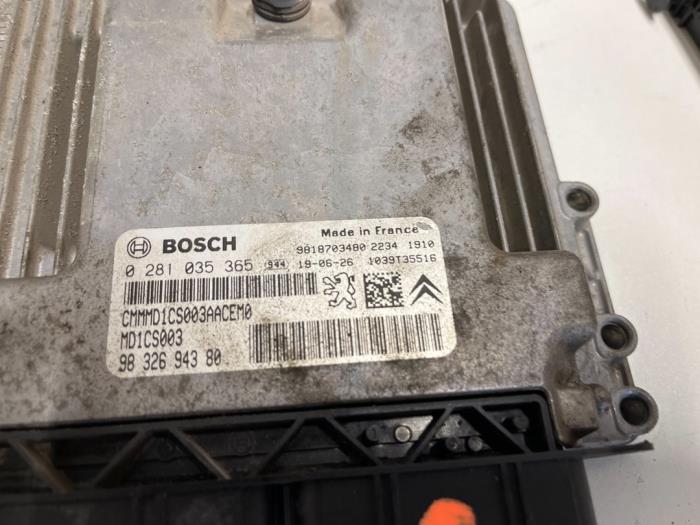 Made in France
BOSCH 9818703480 2234 1910
0 281 035 365 944 19-06-26 1039T35516
CMMMD1CS003AACEM0
MD1CS003
98 326 943 80